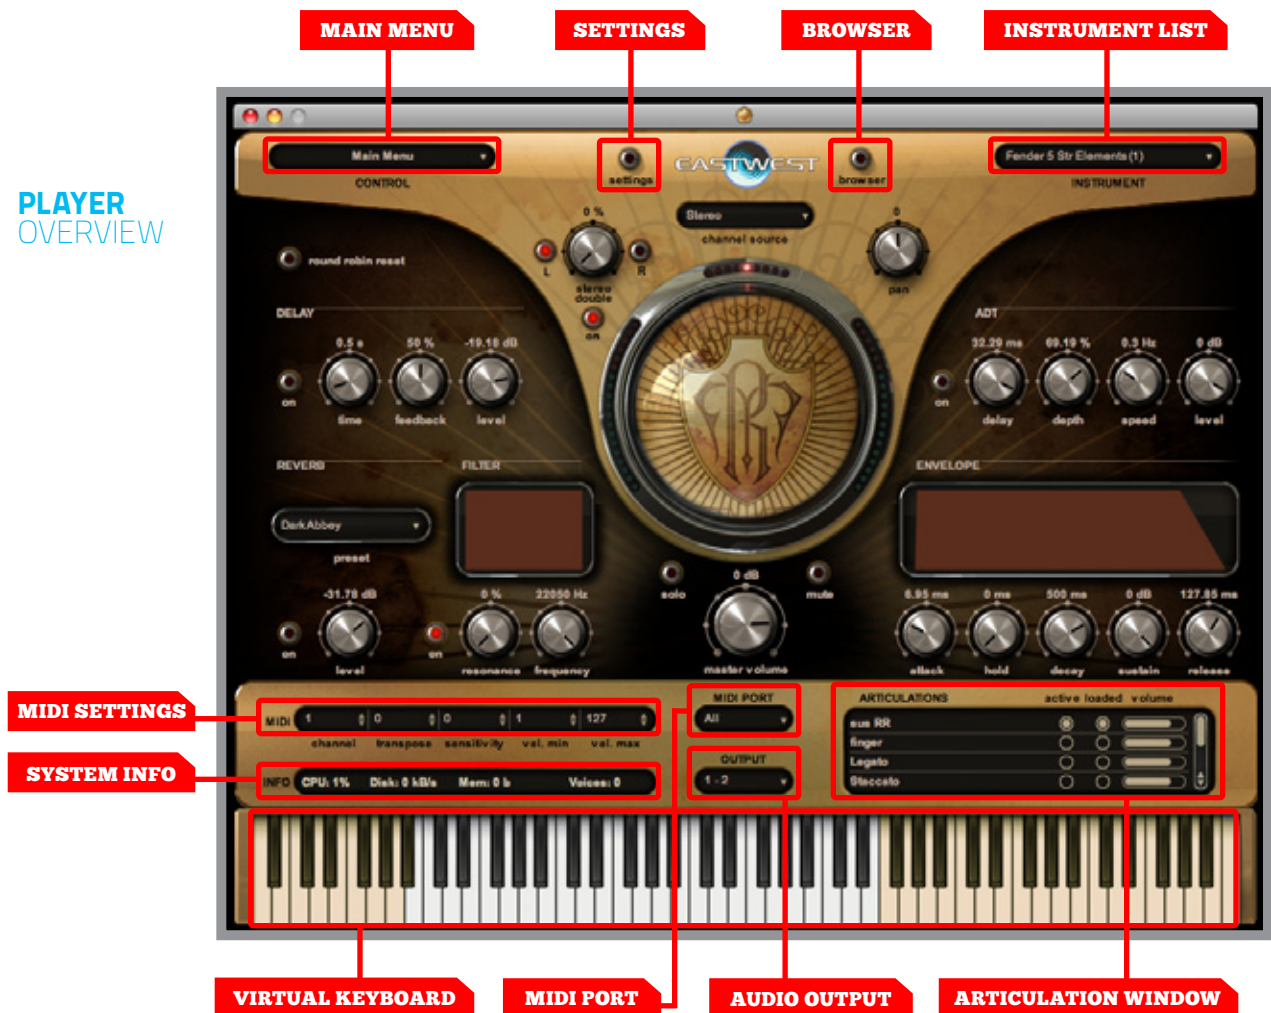 MAIN MENU
SETTINGS
BROWSER
INSTRUMENT LIST
PLAYER
OVERVIEW
Main Menu
CONTROL
settings
EASTWEST
browser
Fender 5 Str Elements (1)
INSTRUMENT
round robin reset
0 %
L
R
stereo
double
on
Stereo
channel source
0
pan
DELAY
0.5 s
50 %
-19.18 dB
on
time
feedback
level
ADT
32.29 ms
69.19 %
0.3 Hz
0 dB
on
delay
depth
speed
level
REVERB
FILTER
ENVELOPE
DarkAbbey
preset
-31.78 dB
on
level
0 %
22050 Hz
on
resonance
frequency
solo
0 dB
mute
master volume
6.95 ms
0 ms
500 ms
0 dB
127.85 ms
attack
hold
decay
sustain
release
MIDI SETTINGS
MIDI
1
0
0
1
127
channel
transpose
sensitivity
vel. min
vel. max
SYSTEM INFO
INFO
CPU: 1%
Disk: 0 kB/s
Mem: 0 b
Voices: 0
MIDI PORT
All
OUTPUT
1 - 2
ARTICULATIONS
active loaded volume
sus RR
finger
Legato
Staccato
VIRTUAL KEYBOARD
MIDI PORT
AUDIO OUTPUT
ARTICULATION WINDOW